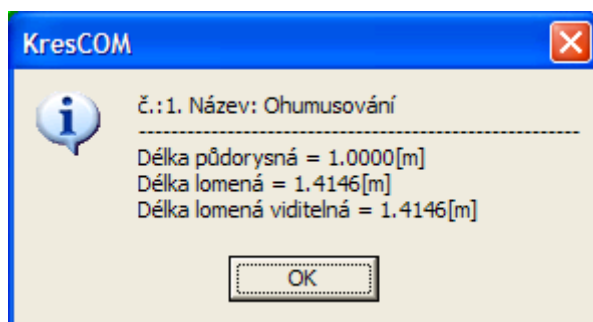 KresCOM
č.:1. Název: Ohumusování
------------------------------------------------------
Délka půdorysná = 1.0000[m]
Délka lomená = 1.4146[m]
Délka lomená viditelná = 1.4146[m]
OK